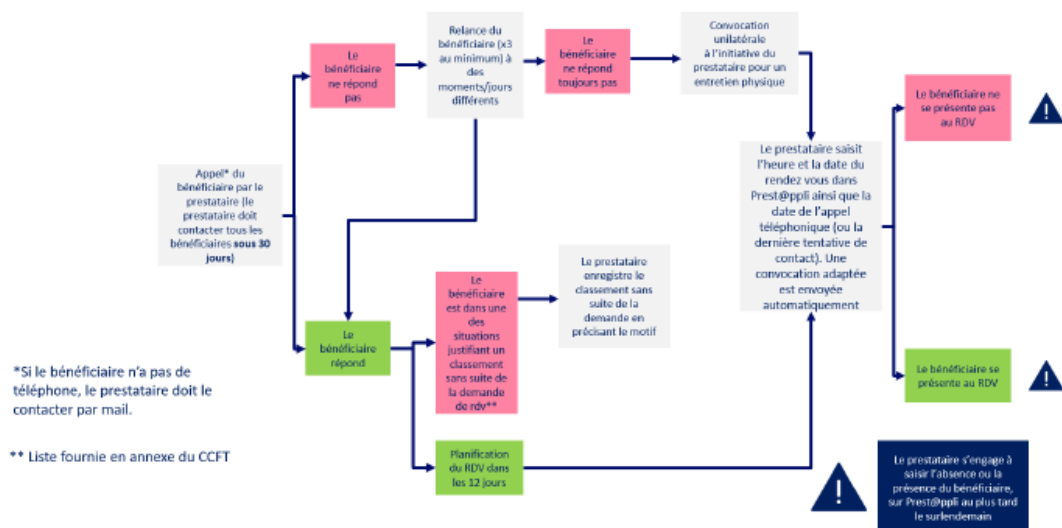 Le
bénéficiaire
ne répond
pas
Relance du
bénéficiaire (x3
au minimum) à
des
moments/jours
différents
Le
bénéficiaire
ne répond
toujours pas
Convocation
unilatérale
à l'initiative du
prestataire pour un
entretien physique
Le bénéficiaire ne
se présente pas
au RDV
!
Appel* du
bénéficiaire par le
prestataire (le
prestataire doit
contacter tous les
bénéficiaires sous 30
jours)
Le prestataire saisit
l'heure et la date du
rendez vous dans
Prest@ppli ainsi que la
date de l'appel
téléphonique (ou la
dernière tentative de
contact). Une
convocation adaptée
est envoyée
automatiquement
Le
bénéficiaire
répond
Le
bénéficiaire
est dans une
des
situations
justifiant un
classement
sans suite de
la demande
de rdv**
Le prestataire
enregistre le
classement sans
suite de la
demande en
précisant le motif
Le bénéficiaire se
présente au RDV
!
*Si le bénéficiaire n'a pas de
téléphone, le prestataire doit le
contacter par mail.
** Liste fournie en annexe du CCFT
Planification
du RDV dans
les 12 jours
!
Le prestataire s'engage à
saisir l'absence ou la
présence du bénéficiaire,
sur Prest@ppli au plus tard
le surlendemain